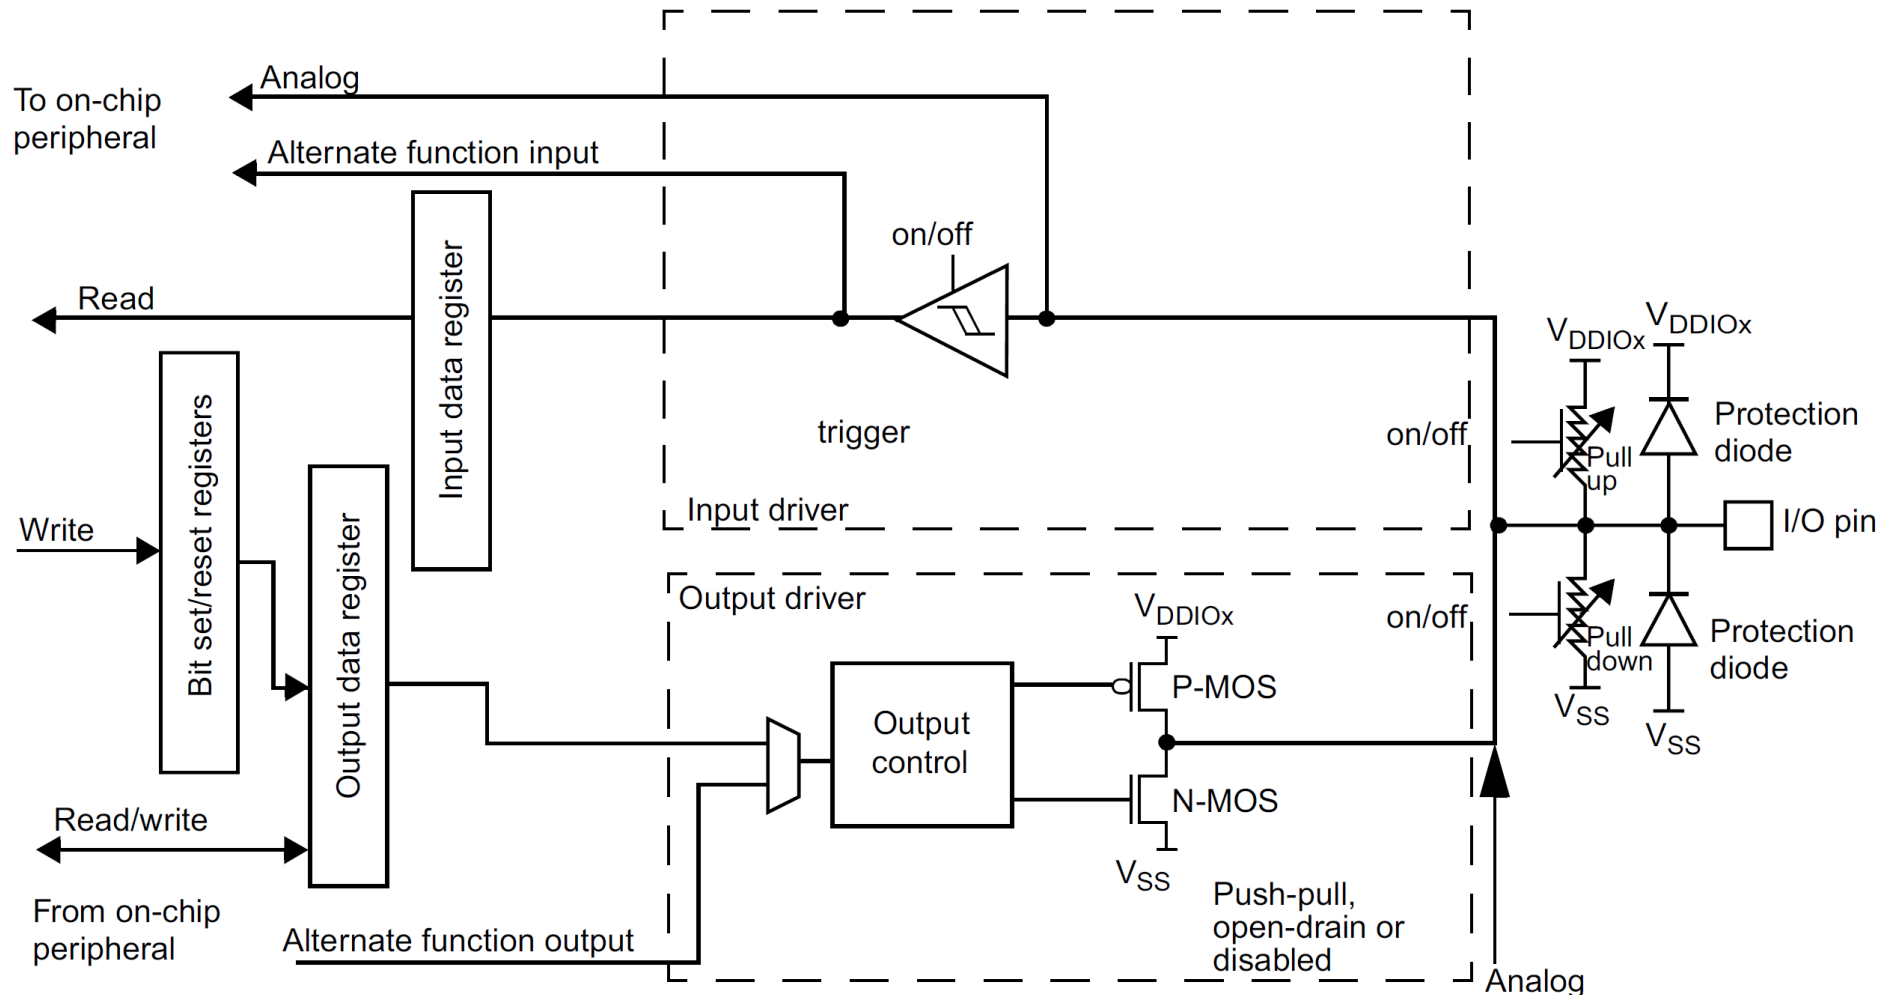 Analog
To on-chip
peripheral
Alternate function input
on/off
Read
Input data register
trigger
Input driver
VDDIOx
VDDIOx
on/off
Pull
up
Protection
diode
I/O pin
Write
Bit set/reset registers
Output data register
Output driver
VDDIOx
on/off
Pull
down
Protection
diode
VSS
VSS
P-MOS
Output
control
N-MOS
VSS
Read/write
From on-chip
peripheral
Alternate function output
Push-pull,
open-drain or
disabled
Analog